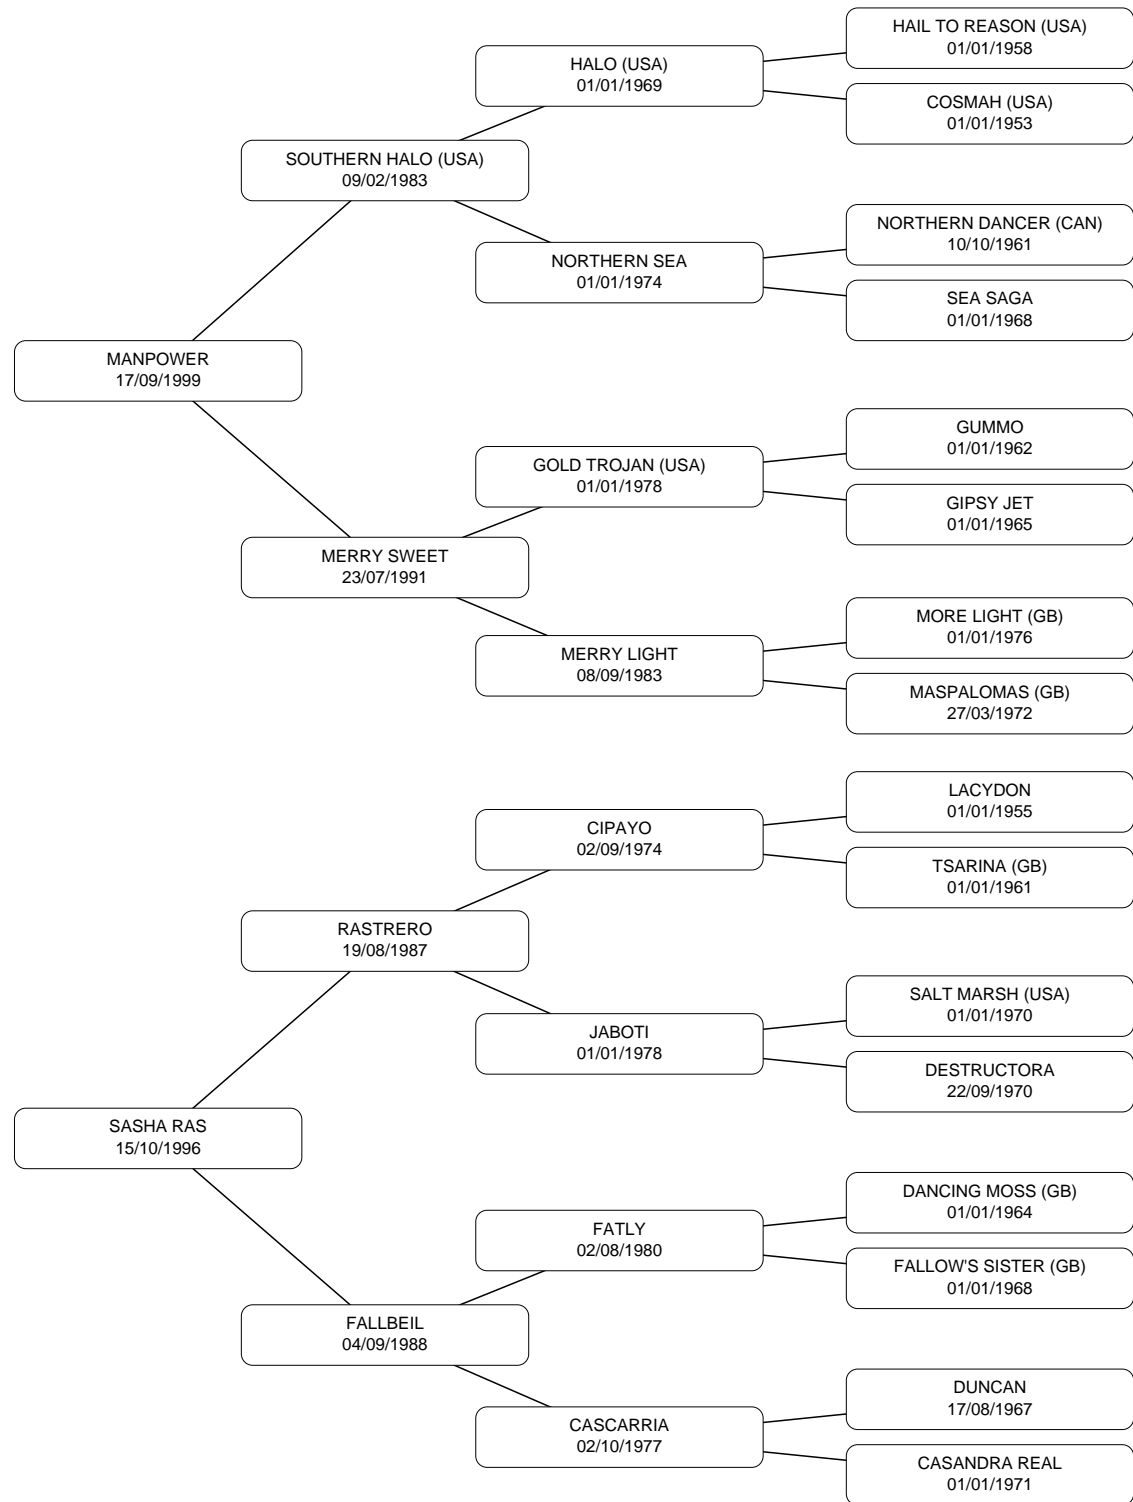 HAIL TO REASON (USA)
01/01/1958
HALO (USA)
01/01/1969
COSMAH (USA)
01/01/1953
SOUTHERN HALO (USA)
09/02/1983
NORTHERN DANCER (CAN)
10/10/1961
NORTHERN SEA
01/01/1974
SEA SAGA
01/01/1968
MANPOWER
17/09/1999
GUMMO
01/01/1962
GOLD TROJAN (USA)
01/01/1978
GIPSY JET
01/01/1965
MERRY SWEET
23/07/1991
MORE LIGHT (GB)
01/01/1976
MERRY LIGHT
08/09/1983
MASPALOMAS (GB)
27/03/1972
LACYDON
01/01/1955
CIPAYO
02/09/1974
TSARINA (GB)
01/01/1961
RASTRERO
19/08/1987
SALT MARSH (USA)
01/01/1970
JABOTI
01/01/1978
DESTRUCTORA
22/09/1970
SASHA RAS
15/10/1996
DANCING MOSS (GB)
01/01/1964
FATLY
02/08/1980
FALLOW'S SISTER (GB)
01/01/1968
FALLBEIL
04/09/1988
DUNCAN
17/08/1967
CASCARRIA
02/10/1977
CASANDRA REAL
01/01/1971